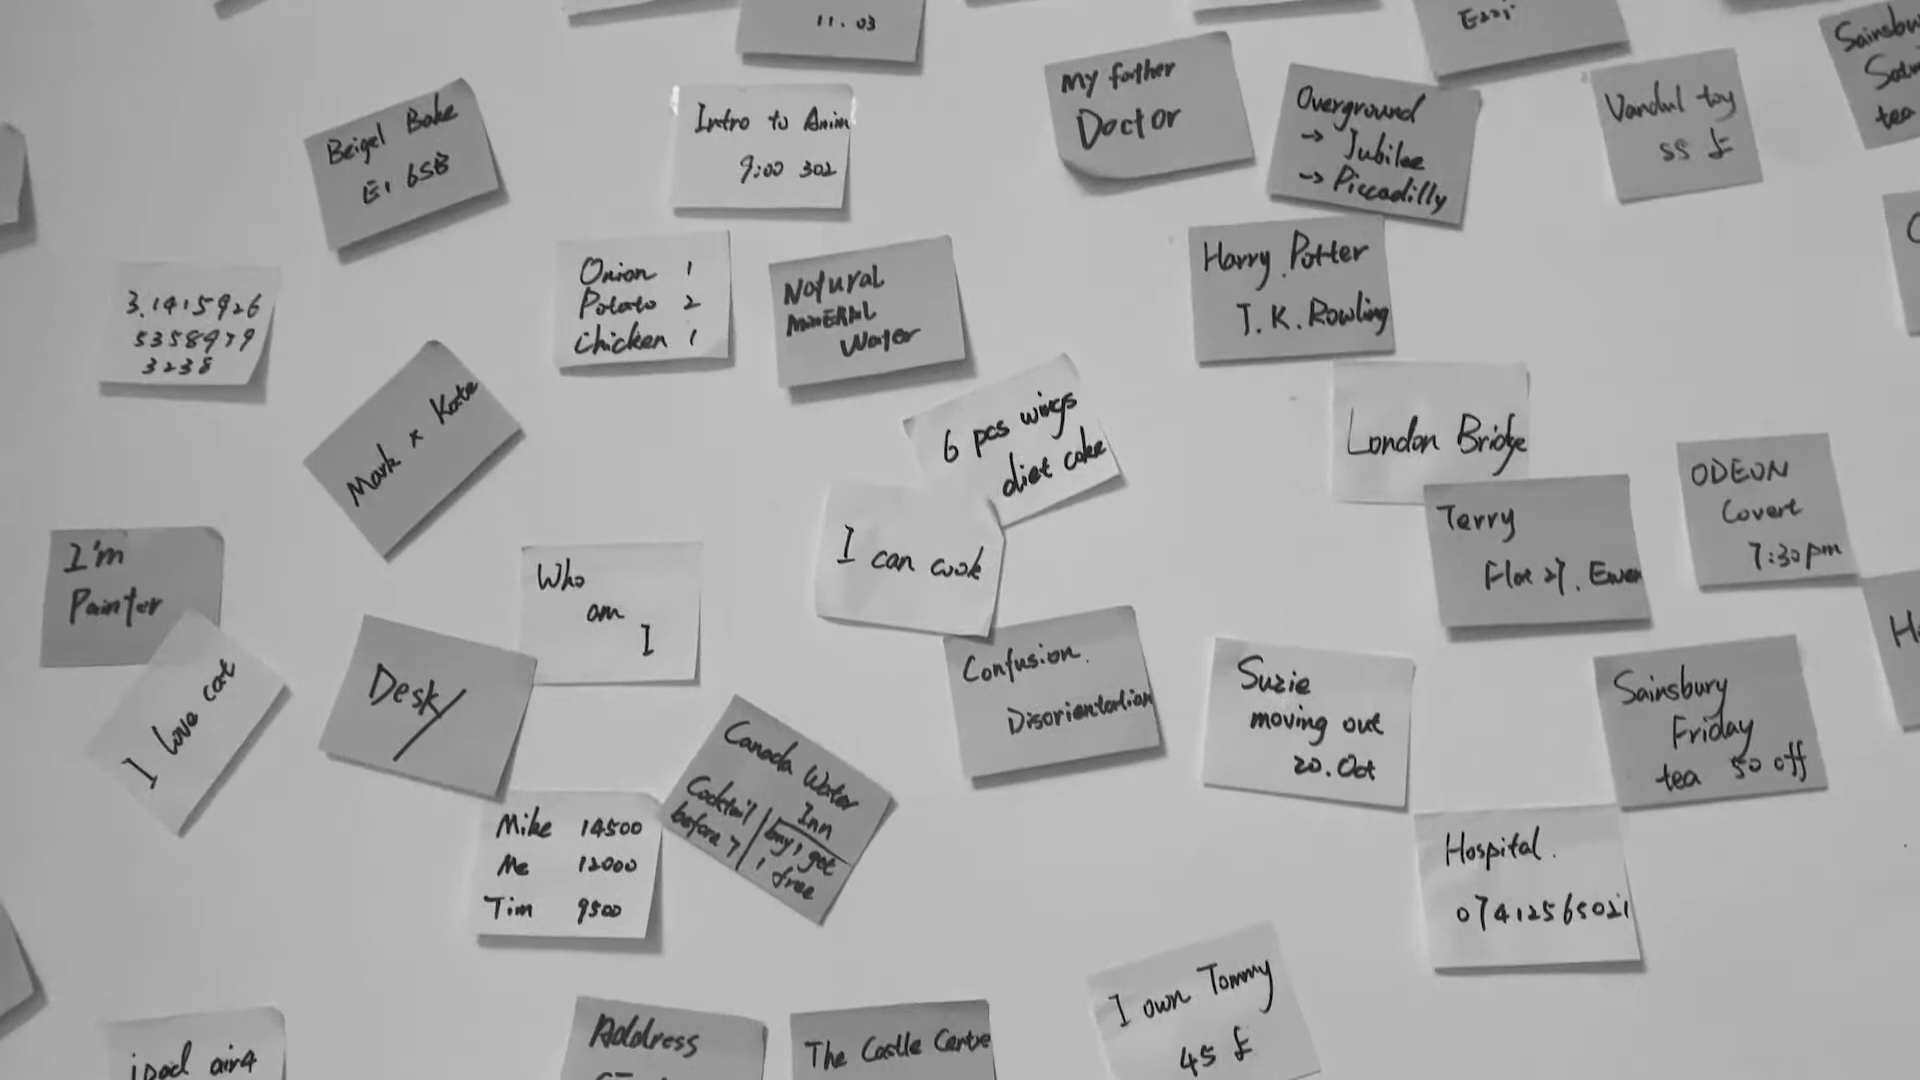 11.03
Beigel Bake
E1 6SB
Intro to Anim
9:00 302
My father
Doctor
Overground
→ Jubilee
→ Piccadilly
55 £
tea
3.1415926
5358979
3238
Onion 1
Potato 2
Chicken 1
Natural
MINERAL
Water
Harry Potter
J.K. Rowling
Mark x Kate
6 pcs wings
diet coke
London Bridge
ODEON
Covert
7:30pm
I can cook
Terry
Flat 27.
I'm
Painter
Who
am
I
I love cat
Desk/
Confusion.
Disorientation
Suzie
moving out
20.Oct
Sainsbury
Friday
tea 50 off
Canada Water
Inn
Cocktail
before 7
buy 1 get
1 free
Mike 14500
Me 12000
Tim 9500
Hospital.
07412565021
I own Tommy
45 £
ipad air4
Address
The Castle Centre